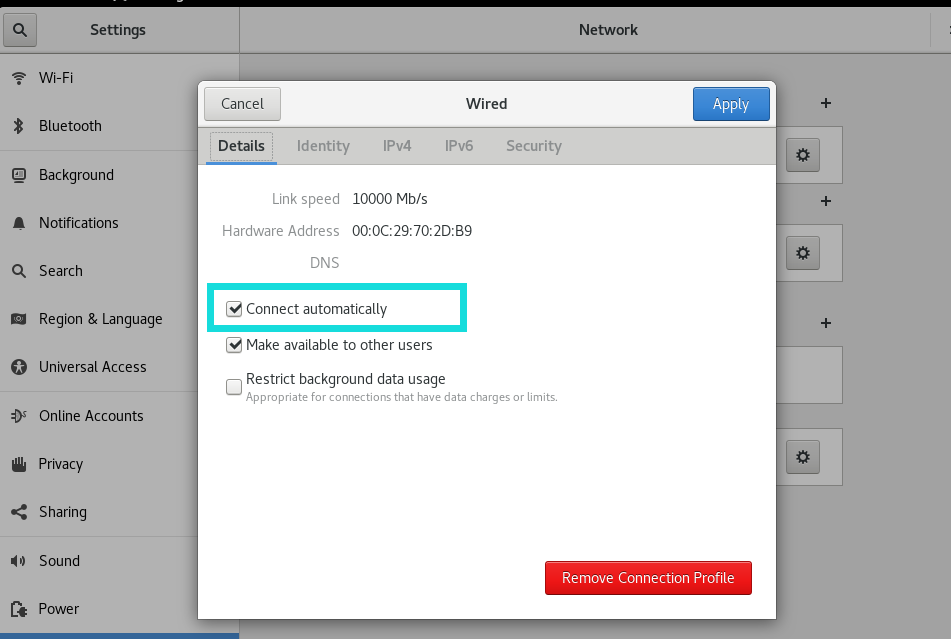 Settings
Network
Wi-Fi
Bluetooth
Background
Notifications
Search
Region & Language
Universal Access
Online Accounts
Privacy
Sharing
Sound
Power
Cancel
Wired
Apply
Details
Identity
IPv4
IPv6
Security
Link speed 10000 Mb/s
Hardware Address 00:0C:29:70:2D:B9
DNS
Connect automatically
Make available to other users
Restrict background data usage
Appropriate for connections that have data charges or limits.
Remove Connection Profile